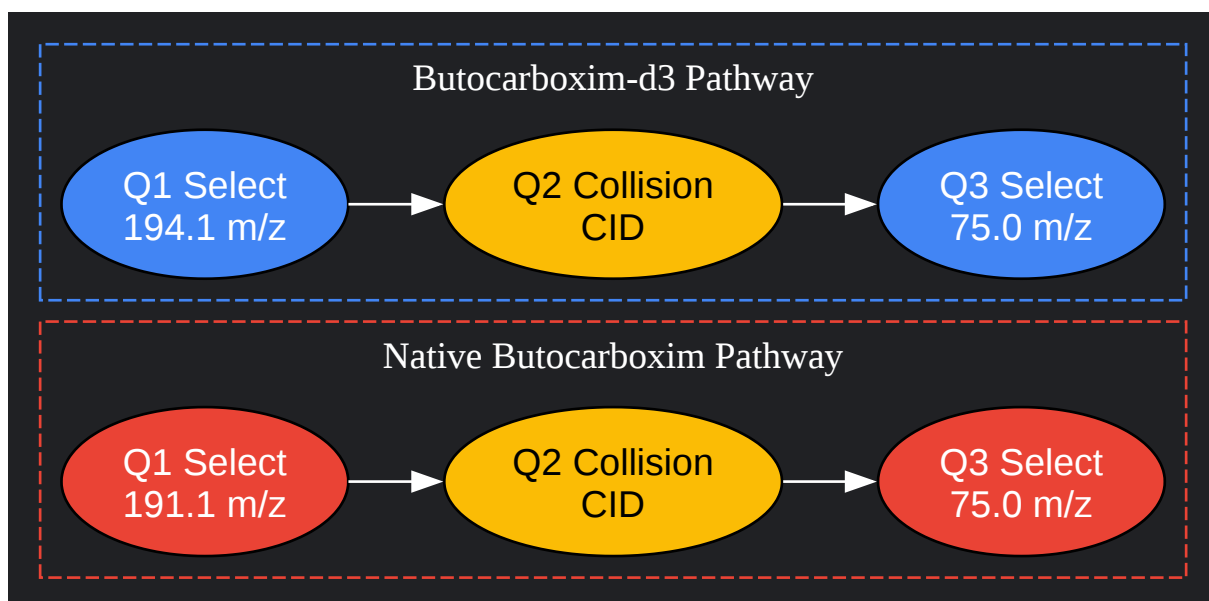 Butocarboxim-d3 Pathway
Q1 Select
194.1 m/z
Q2 Collision
CID
Q3 Select
75.0 m/z
Native Butocarboxim Pathway
Q1 Select
191.1 m/z
Q2 Collision
CID
Q3 Select
75.0 m/z